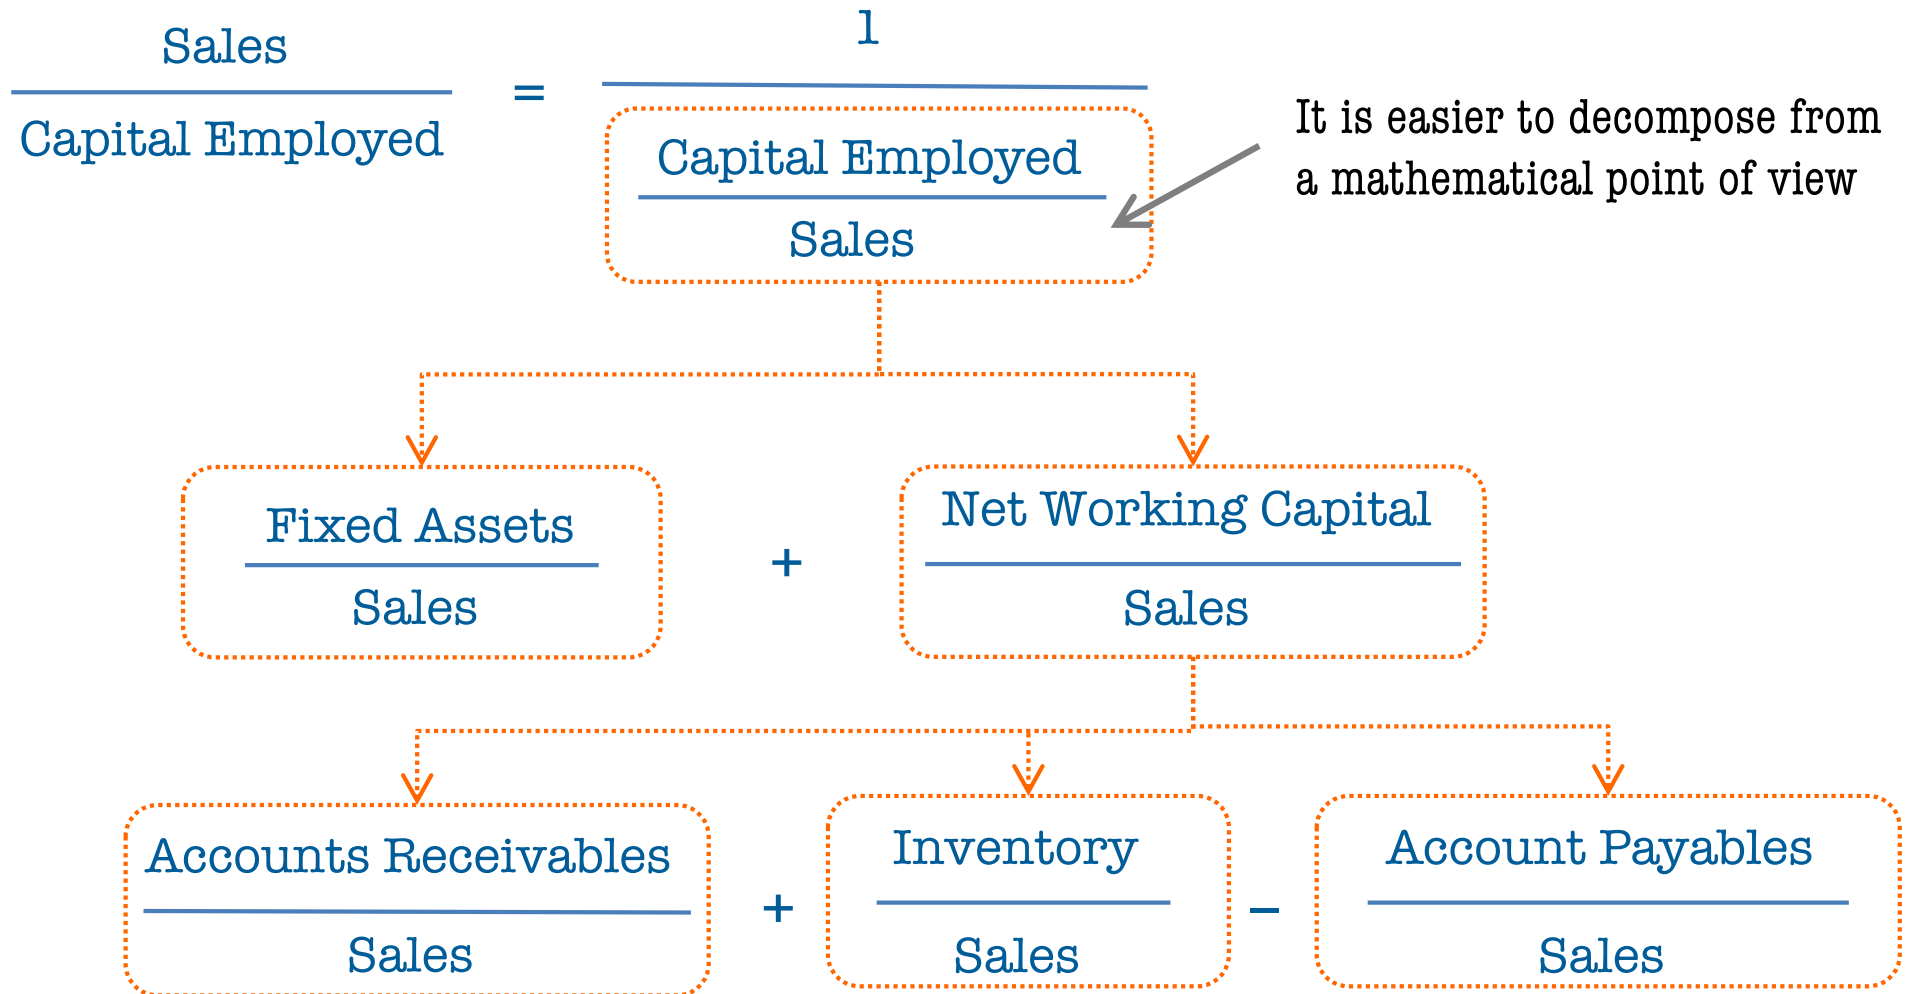 Sales
Capital Employed
=
1
Capital Employed
Sales
It is easier to decompose from
a mathematical point of view
Fixed Assets
Sales
+
Net Working Capital
Sales
Accounts Receivables
Sales
+
Inventory
Sales
–
Account Payables
Sales